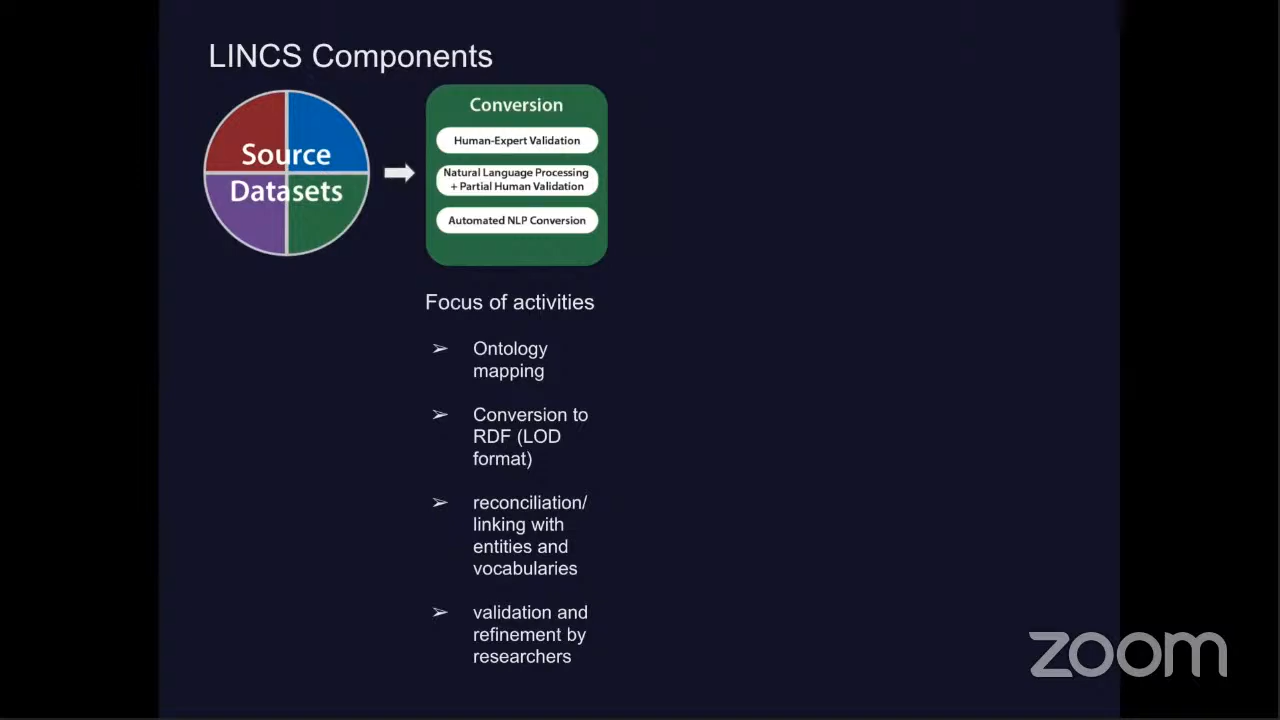 LINCS Components
Source
Datasets
Conversion
Human-Expert Validation
Natural Language Processing
+ Partial Human Validation
Automated NLP Conversion
Focus of activities
➢ Ontology
mapping
➢ Conversion to
RDF (LOD
format)
➢ reconciliation/
linking with
entities and
vocabularies
➢ validation and
refinement by
researchers
zoom